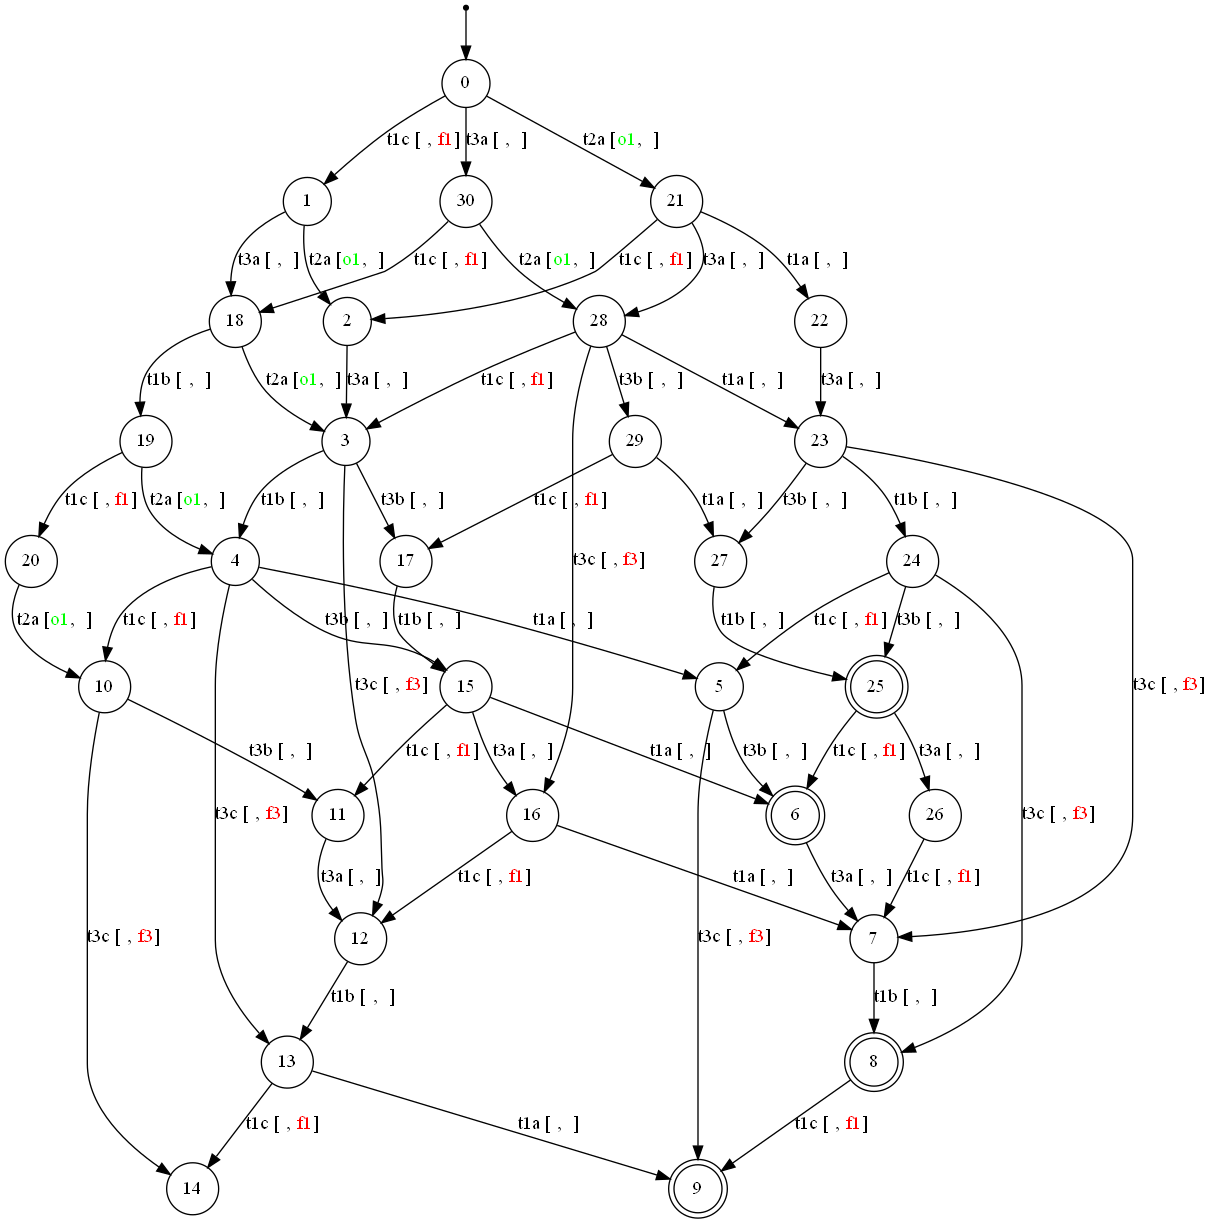 0
t1c [ , f1]
t3a [ , ]
t2a [o1, ]
1
30
21
t3a [ , ]
t2a [o1, ]
t1c [ , f1]
t2a [o1, ]
t1c [ , f1]
t3a [ , ]
t1a [ , ]
18
2
28
22
t1b [ , ]
t2a [o1, ]
t3a [ , ]
t1c [ , f1]
t3b [ , ]
t1a [ , ]
t3a [ , ]
19
3
29
23
t1c [ , f1]
t2a [o1, ]
t1b [ , ]
t3b [ , ]
t1c [ , f1]
t1a [ , ]
t3b [ , ]
t1b [ , ]
20
4
17
t3c [ , f3]
27
24
t2a [o1, ]
t1c [ , f1]
t3b [ , ]
t1b [ , ]
t1a [ , ]
t1b [ , ]
t1c [ , f1]
t3b [ , ]
10
t3c [ , f3]
15
5
25
t3c [ , f3]
t3b [ , ]
t1c [ , f1]
t3a [ , ]
t1a [ , ]
t3b [ , ]
t1c [ , f1]
t3a [ , ]
t3c [ , f3]
11
16
6
26
t3c [ , f3]
t3a [ , ]
t1c [ , f1]
t1a [ , ]
t3a [ , ]
t1c [ , f1]
t3c [ , f3]
12
t3c [ , f3]
7
t1b [ , ]
t1b [ , ]
13
8
t1c [ , f1]
t1a [ , ]
t1c [ , f1]
14
9